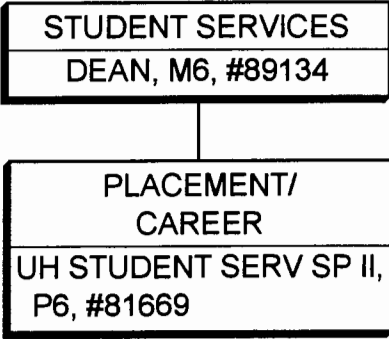 STUDENT SERVICES
DEAN, M6, #89134
PLACEMENT/
CAREER
UH STUDENT SERV SP II,
P6, #81669